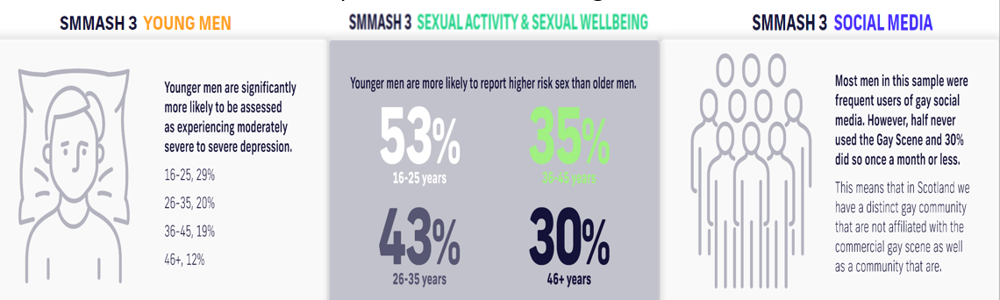 SMMASH 3 YOUNG MEN
Younger men are significantly
more likely to be assessed
as experiencing moderately
severe to severe depression.
16-25, 29%
26-35, 20%
36-45, 19%
46+, 12%
SMMASH 3 SEXUAL ACTIVITY & SEXUAL WELLBEING
Younger men are more likely to report higher risk sex than older men.
53%
16-25 years
35%
36-45 years
43%
26-35 years
30%
46+ years
SMMASH 3 SOCIAL MEDIA
Most men in this sample were
frequent users of gay social
media. However, half never
used the Gay Scene and 30%
did so once a month or less.
This means that in Scotland we
have a distinct gay community
that are not affiliated with the
commercial gay scene as well
as a community that are.